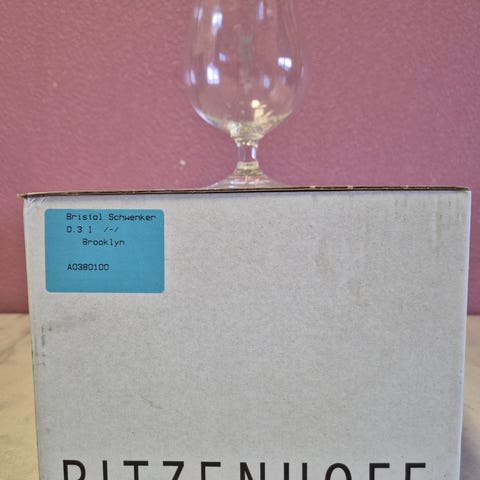 Bristol Schwenker
0.3 l /-/
Brooklyn
A0380100
RITZENHOFF